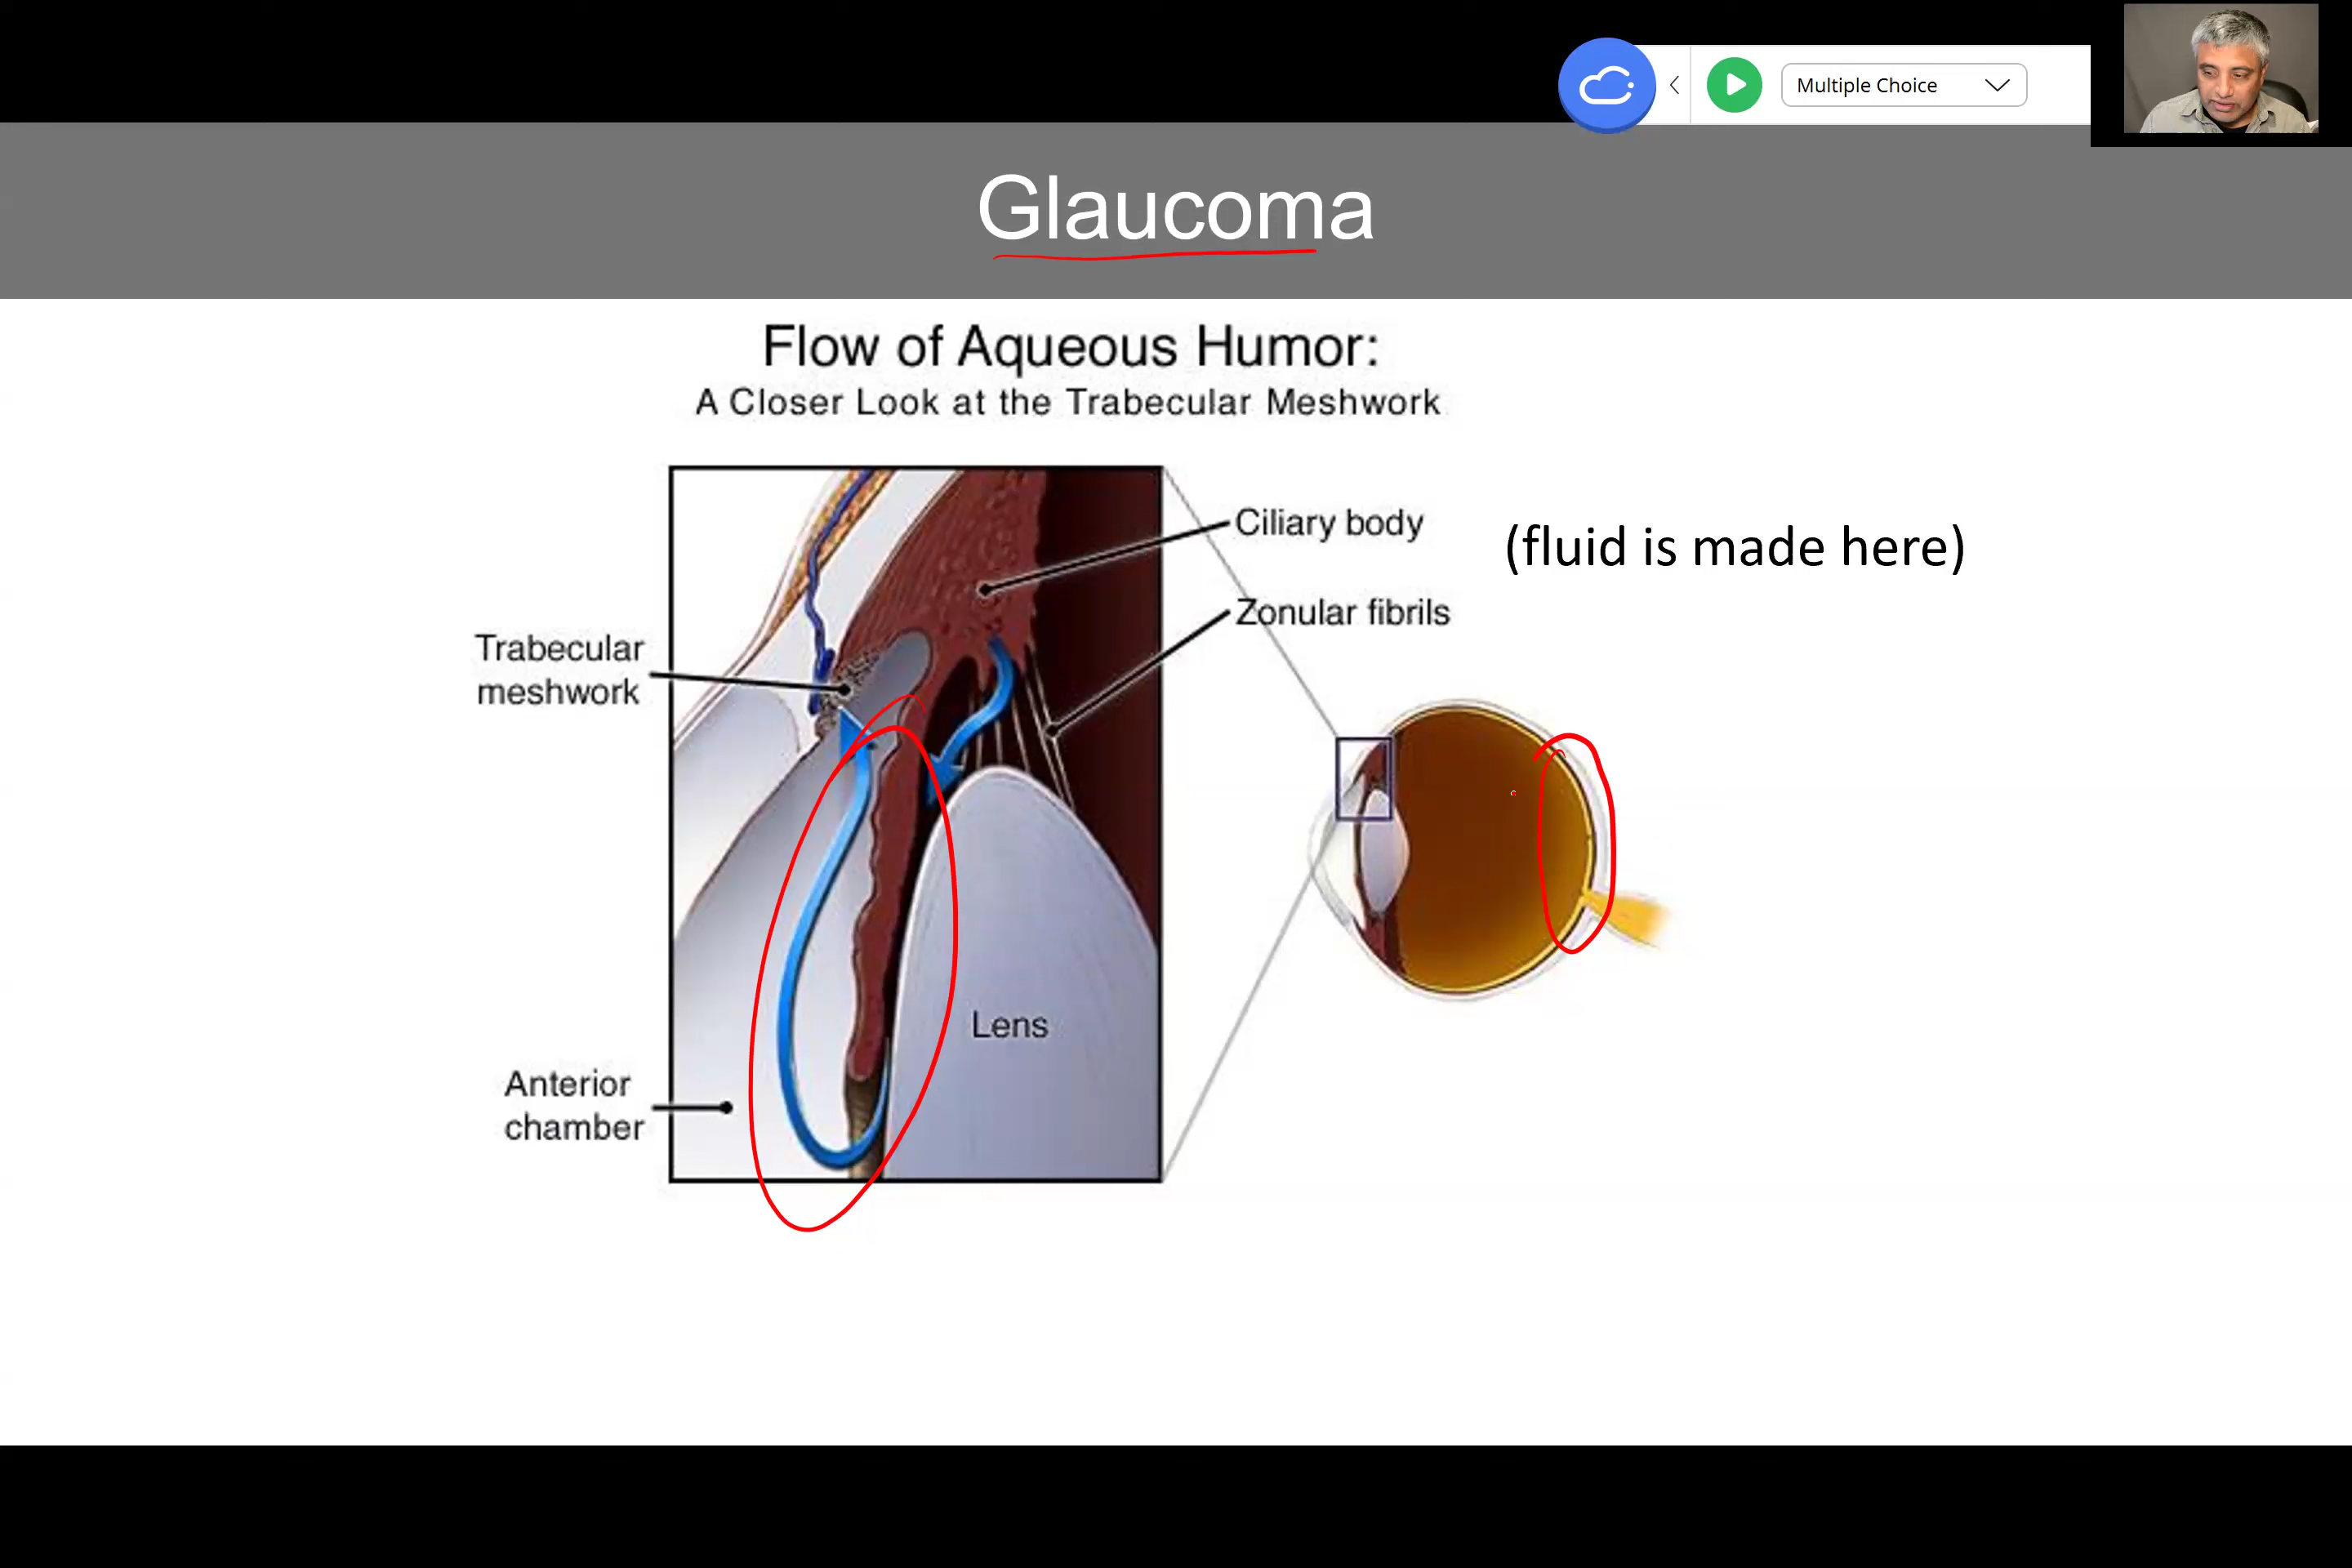 Multiple Choice
Glaucoma
Flow of Aqueous Humor:
A Closer Look at the Trabecular Meshwork
Ciliary body
(fluid is made here)
Zonular fibrils
Trabecular
meshwork
Lens
Anterior
chamber